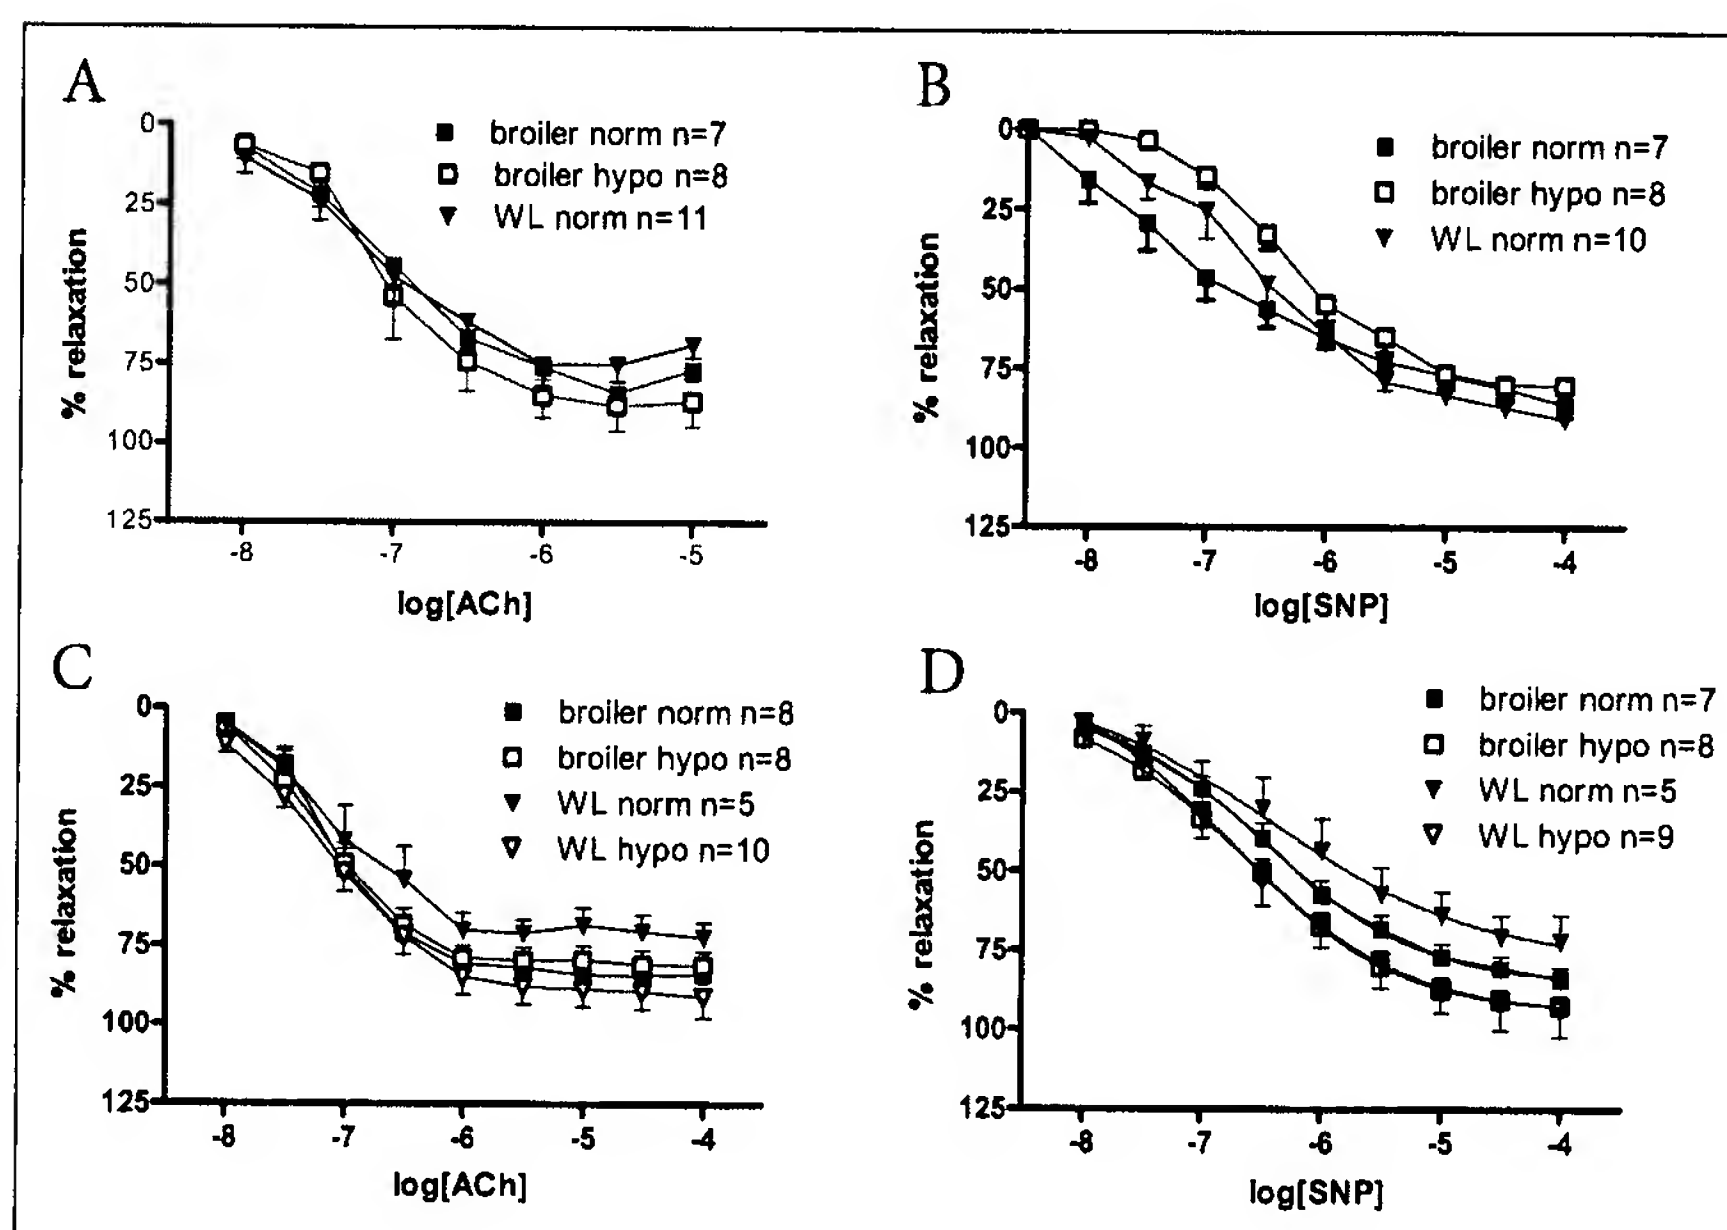 A
0
25
50
75
100
125
% relaxation
broiler norm n=7
broiler hypo n=8
WL norm n=11
-8 -7 -6 -5
log[ACh]
B
0
25
50
75
100
125
% relaxation
broiler norm n=7
broiler hypo n=8
WL norm n=10
-8 -7 -6 -5 -4
log[SNP]
C
0
25
50
75
100
125
% relaxation
broiler norm n=8
broiler hypo n=8
WL norm n=5
WL hypo n=10
-8 -7 -6 -5 -4
log[ACh]
D
0
25
50
75
100
125
% relaxation
broiler norm n=7
broiler hypo n=8
WL norm n=5
WL hypo n=9
-8 -7 -6 -5 -4
log[SNP]